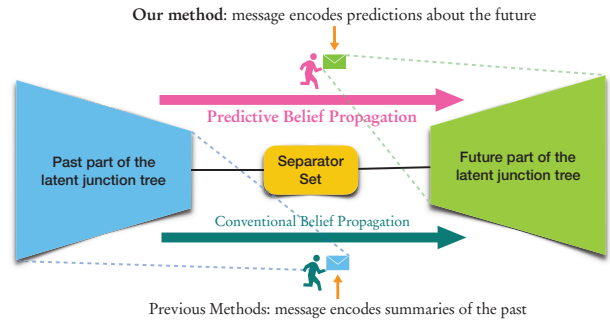 Our method: message encodes predictions about the future
Predictive Belief Propagation
Past part of the
latent junction tree
Separator
Set
Future part of the
latent junction tree
Conventional Belief Propagation
Previous Methods: message encodes summaries of the past